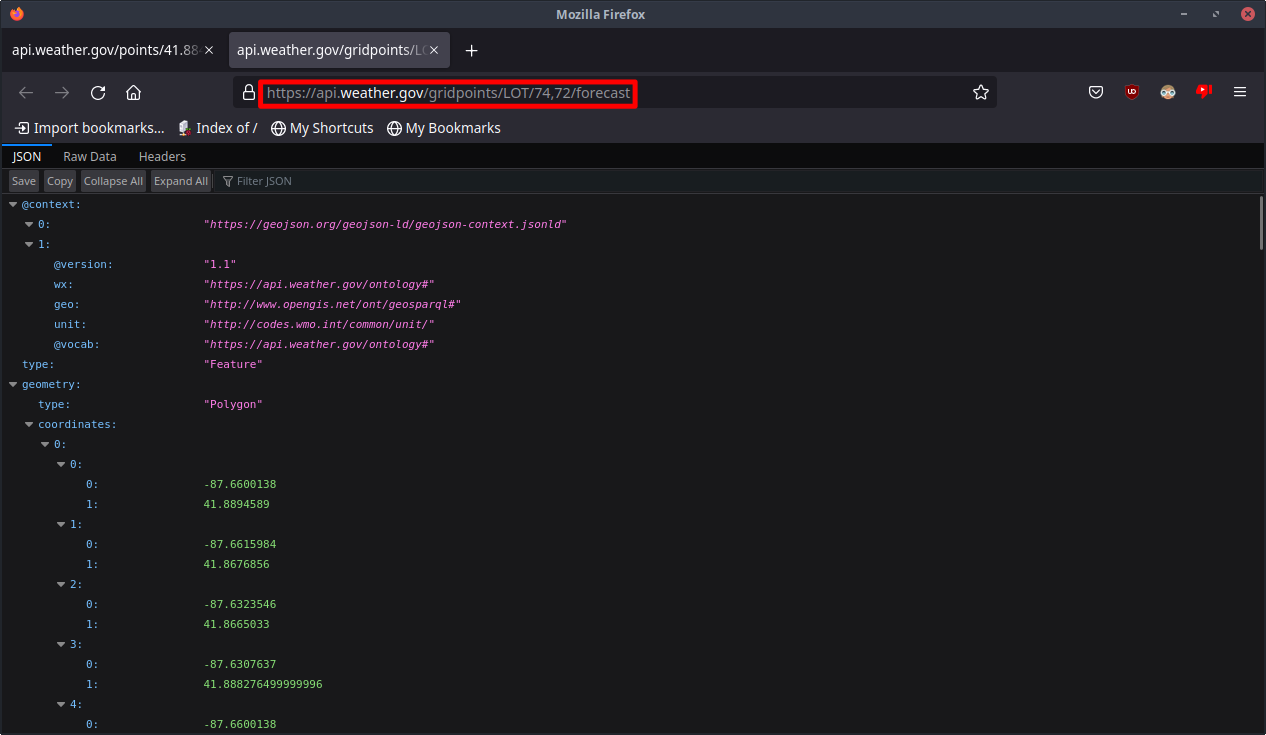 Mozilla Firefox
api.weather.gov/points/41.88
api.weather.gov/gridpoints/LO
https://api.weather.gov/gridpoints/LOT/74,72/forecast
UD
Import bookmarks... Index of / My Shortcuts My Bookmarks
JSON Raw Data Headers
Save Copy Collapse All Expand All Filter JSON
@context:
0: "https://geojson.org/geojson-ld/geojson-context.jsonld"
1:
@version: "1.1"
wx: "https://api.weather.gov/ontology#"
geo: "http://www.opengis.net/ont/geosparql#"
unit: "http://codes.wmo.int/common/unit/"
@vocab: "https://api.weather.gov/ontology#"
type: "Feature"
geometry:
type: "Polygon"
coordinates:
0:
0:
0: -87.6600138
1: 41.8894589
1:
0: -87.6615984
1: 41.8676856
2:
0: -87.6323546
1: 41.8665033
3:
0: -87.6307637
1: 41.888276499999996
4:
0: -87.6600138